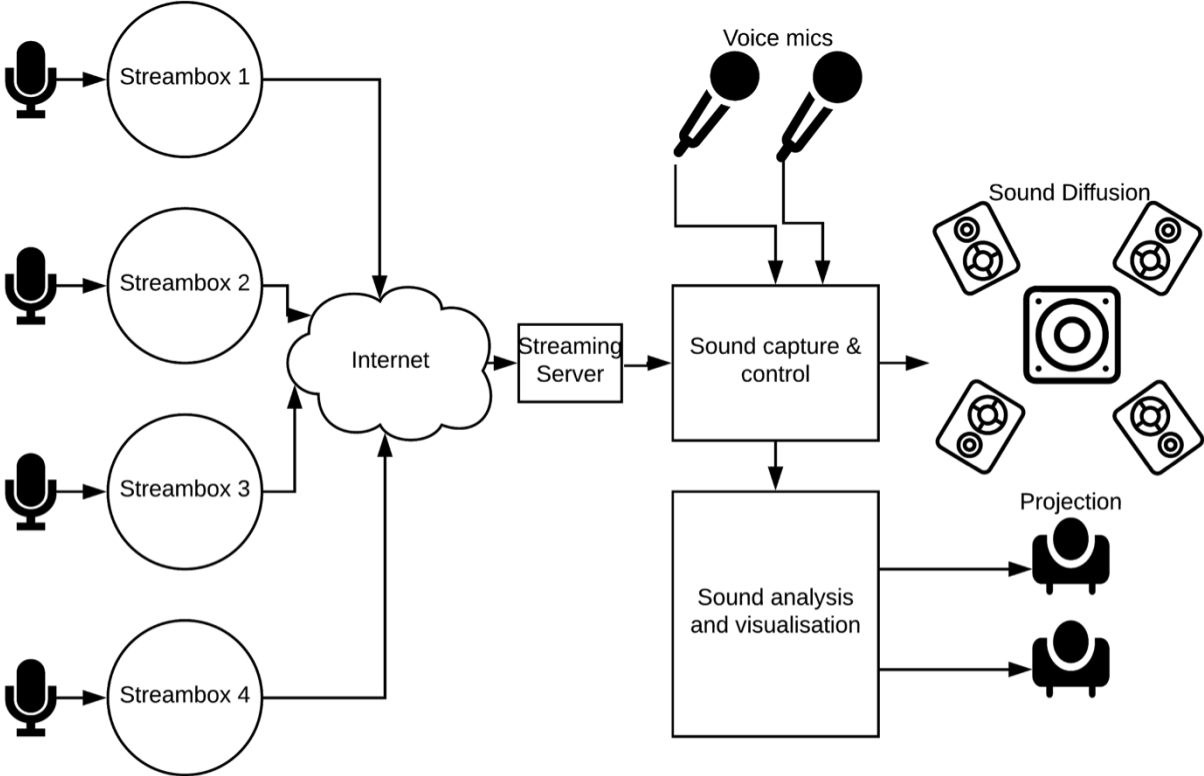 Streambox 1
Streambox 2
Streambox 3
Streambox 4
Internet
Streaming
Server
Voice mics
Sound capture &
control
Sound Diffusion
Sound analysis
and visualisation
Projection